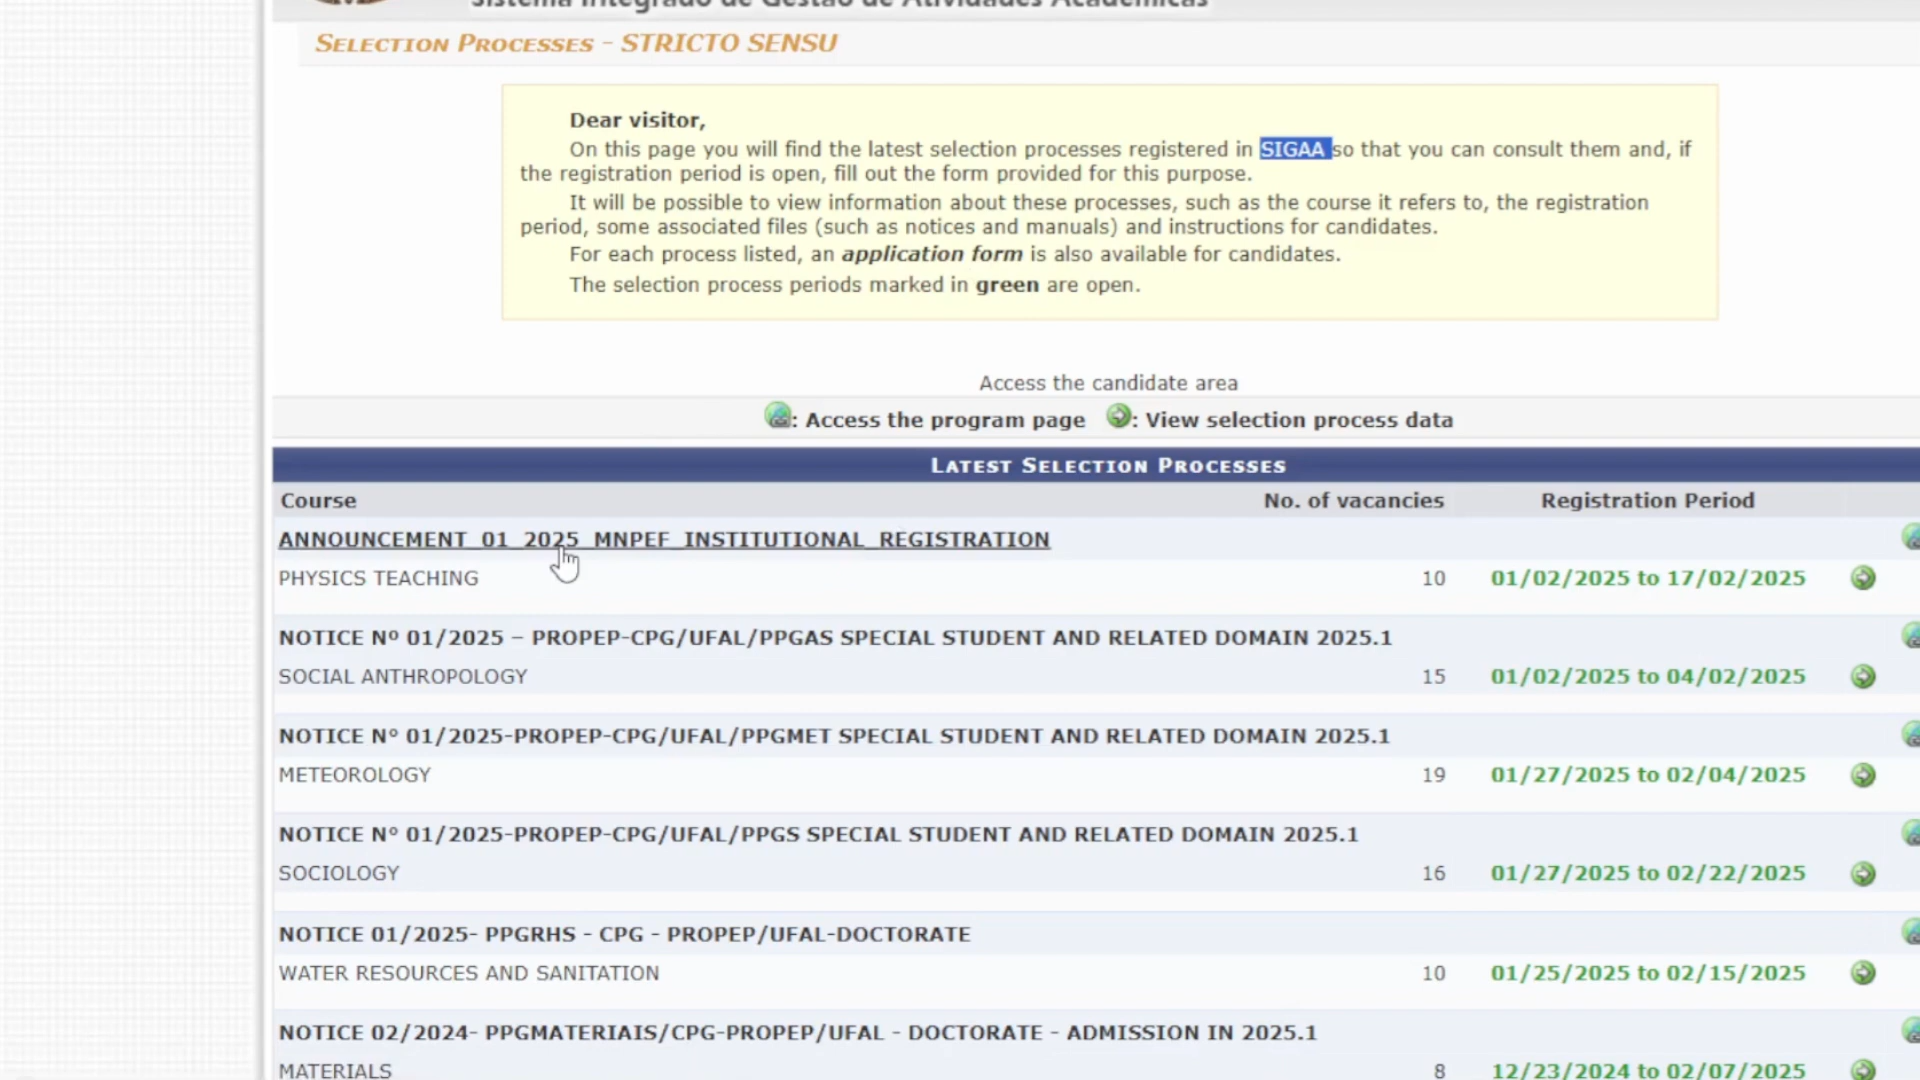 Sistema Integrado de Gestão de Atividades Acadêmicas
SELECTION PROCESSES - STRICTO SENSU
Dear visitor,
On this page you will find the latest selection processes registered in SIGAA so that you can consult them and, if
the registration period is open, fill out the form provided for this purpose.
It will be possible to view information about these processes, such as the course it refers to, the registration
period, some associated files (such as notices and manuals) and instructions for candidates.
For each process listed, an application form is also available for candidates.
The selection process periods marked in green are open.
Access the candidate area
: Access the program page : View selection process data
LATEST SELECTION PROCESSES
Course No. of vacancies Registration Period
ANNOUNCEMENT_01_2025_MNPEF_INSTITUTIONAL_REGISTRATION
PHYSICS TEACHING 10 01/02/2025 to 17/02/2025
NOTICE Nº 01/2025 – PROPEP-CPG/UFAL/PPGAS SPECIAL STUDENT AND RELATED DOMAIN 2025.1
SOCIAL ANTHROPOLOGY 15 01/02/2025 to 04/02/2025
NOTICE N° 01/2025-PROPEP-CPG/UFAL/PPGMET SPECIAL STUDENT AND RELATED DOMAIN 2025.1
METEOROLOGY 19 01/27/2025 to 02/04/2025
NOTICE N° 01/2025-PROPEP-CPG/UFAL/PPGS SPECIAL STUDENT AND RELATED DOMAIN 2025.1
SOCIOLOGY 16 01/27/2025 to 02/22/2025
NOTICE 01/2025- PPGRHS - CPG - PROPEP/UFAL-DOCTORATE
WATER RESOURCES AND SANITATION 10 01/25/2025 to 02/15/2025
NOTICE 02/2024- PPGMATERIAIS/CPG-PROPEP/UFAL - DOCTORATE - ADMISSION IN 2025.1
MATERIALS 8 12/23/2024 to 02/07/2025